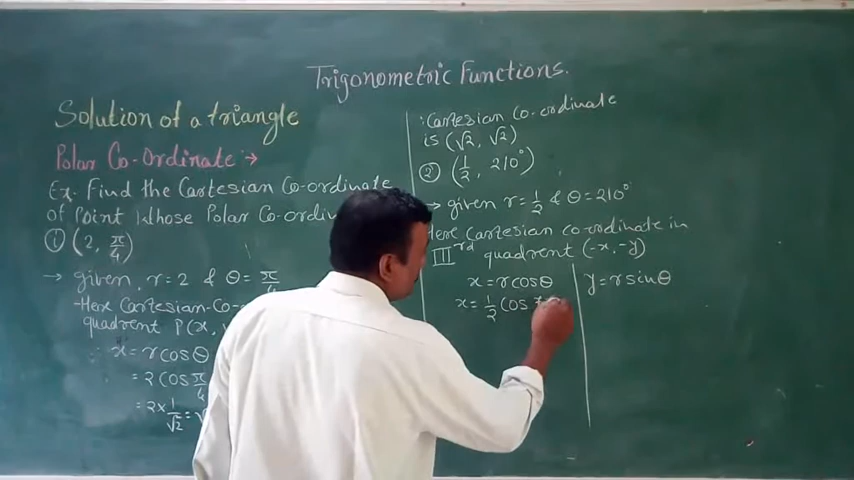 Trigonometric Functions.
Solution of a triangle
Polar Co-Ordinate →
Ex. Find the Cartesian Co-ordinate
of Point Whose Polar Co-ordin
① (2, π/4)
→ given, r = 2 & θ = π/4
Here Cartesian Co-
quadrent P(x,
∴ x = r cos θ
= 2 cos π/4
= 2 × 1/√2 = √
∴ Cartesian Co-ordinate
is (√2, √2)
② (1/2, 210°)
→ given r = 1/2 & θ = 210°
Here Cartesian co-ordinate in
IIIrd quadrent (-x, -y)
x = r cos θ
x = 1/2 (cos
y = r sin θ